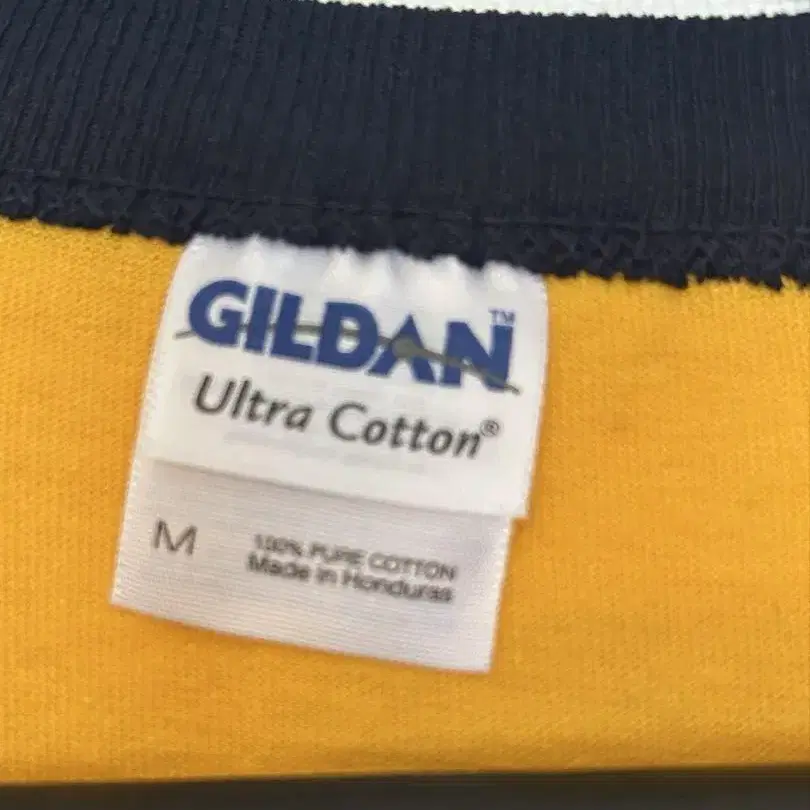 GILDAN™
Ultra Cotton®
M
100% PURE COTTON
Made in Honduras